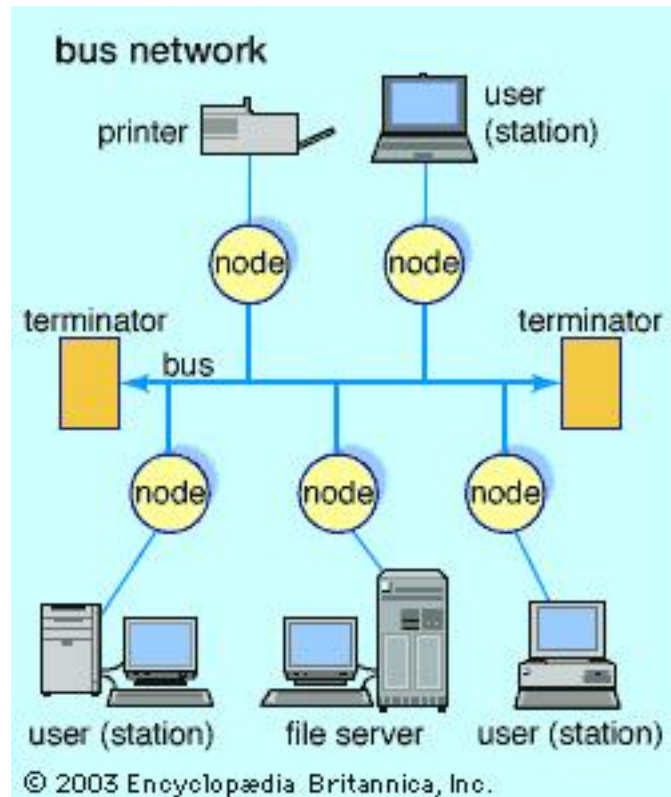 bus network
printer
user
(station)
node
node
terminator
terminator
bus
node
node
node
user (station)
file server
user (station)
© 2003 Encyclopædia Britannica, Inc.